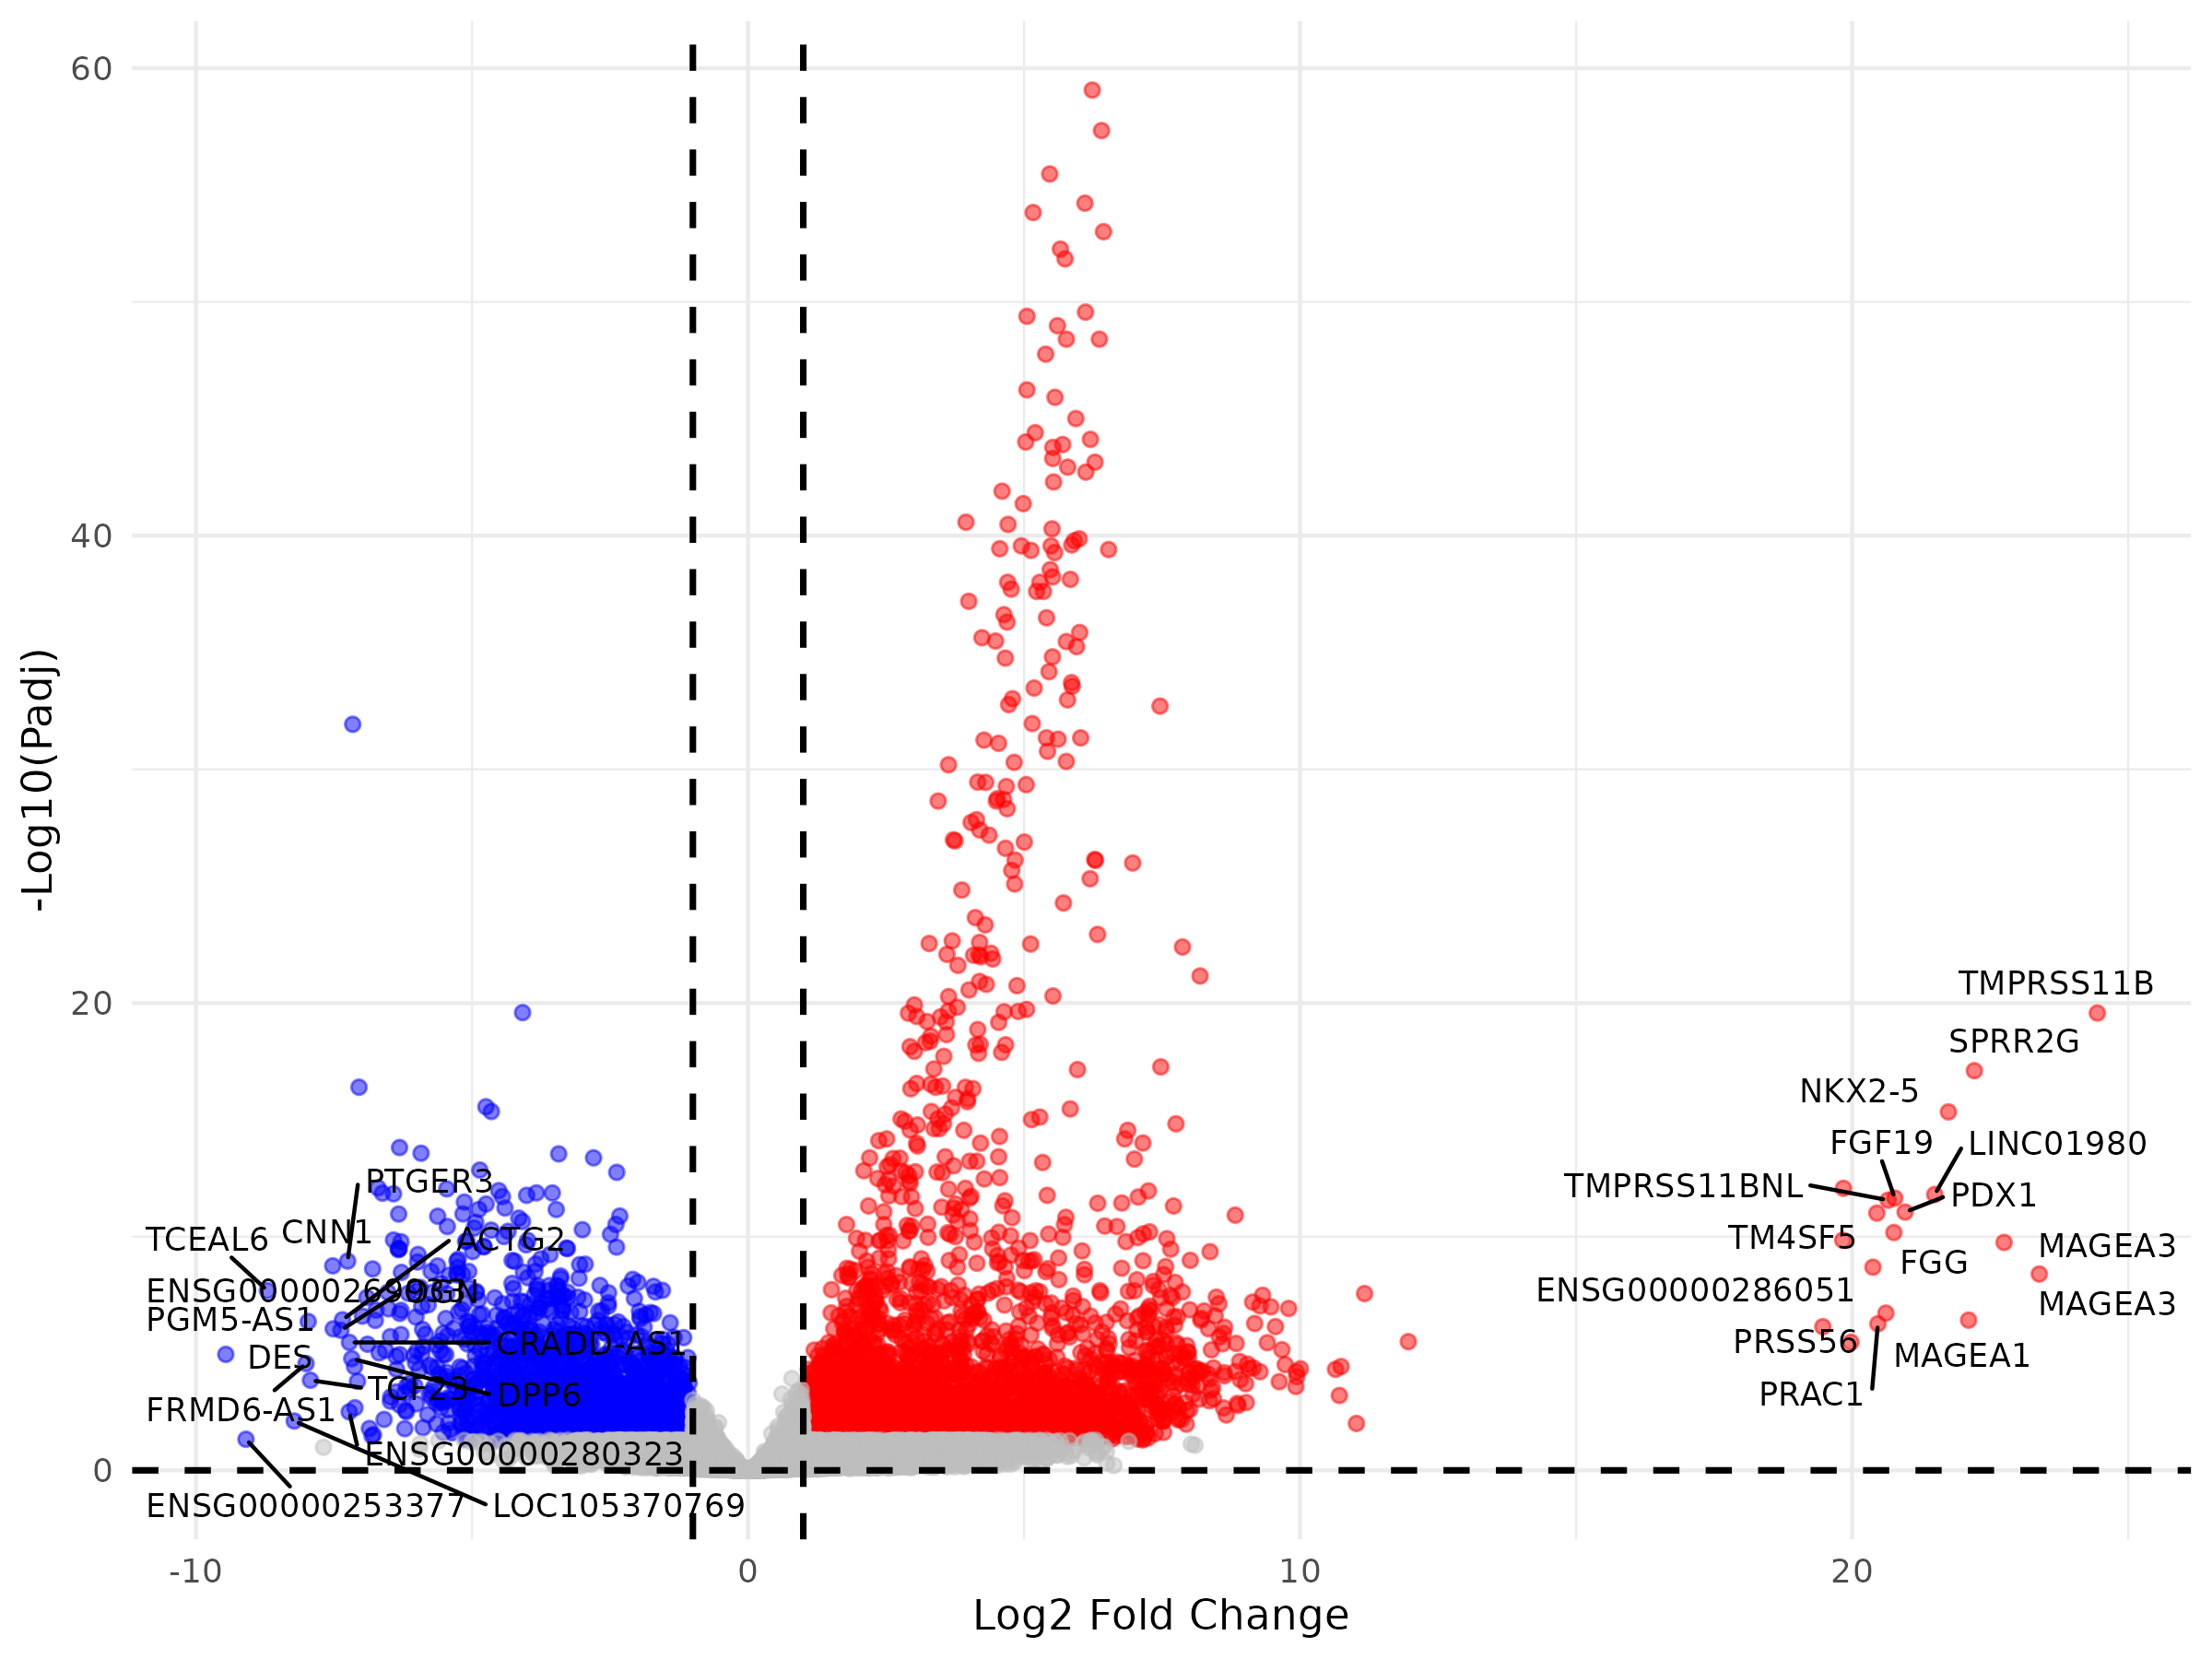 60
40
20
0
-Log10(Padj)
TMPRSS11B
SPRR2G
NKX2-5
FGF19
LINC01980
TMPRSS11BNL
PDX1
TM4SF5
FGG
MAGEA3
ENSG00000286051
MAGEA3
PRSS56
MAGEA1
PRAC1
PTGER3
TCEAL6
CNN1
ACTG2
ENSG00000269933
OGN
PGM5-AS1
CRADD-AS1
DES
TCF23
DPP6
FRMD6-AS1
ENSG00000280323
ENSG00000253377
LOC105370769
-10
0
10
20
Log2 Fold Change